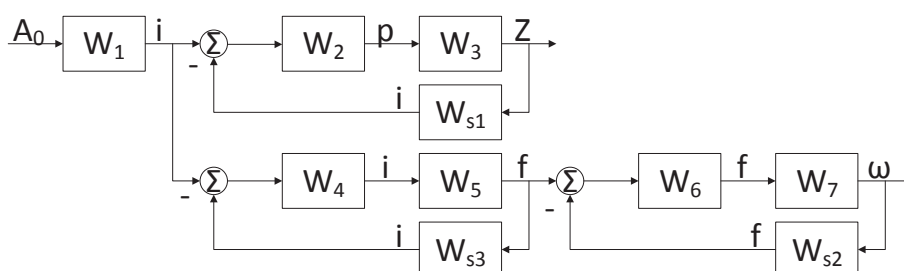 A₀ W₁ i Σ W₂ p W₃ Z
-
i Wₛ₁
Σ W₄ i W₅ f Σ W₆ f W₇ ω
- -
i Wₛ₃ f Wₛ₂